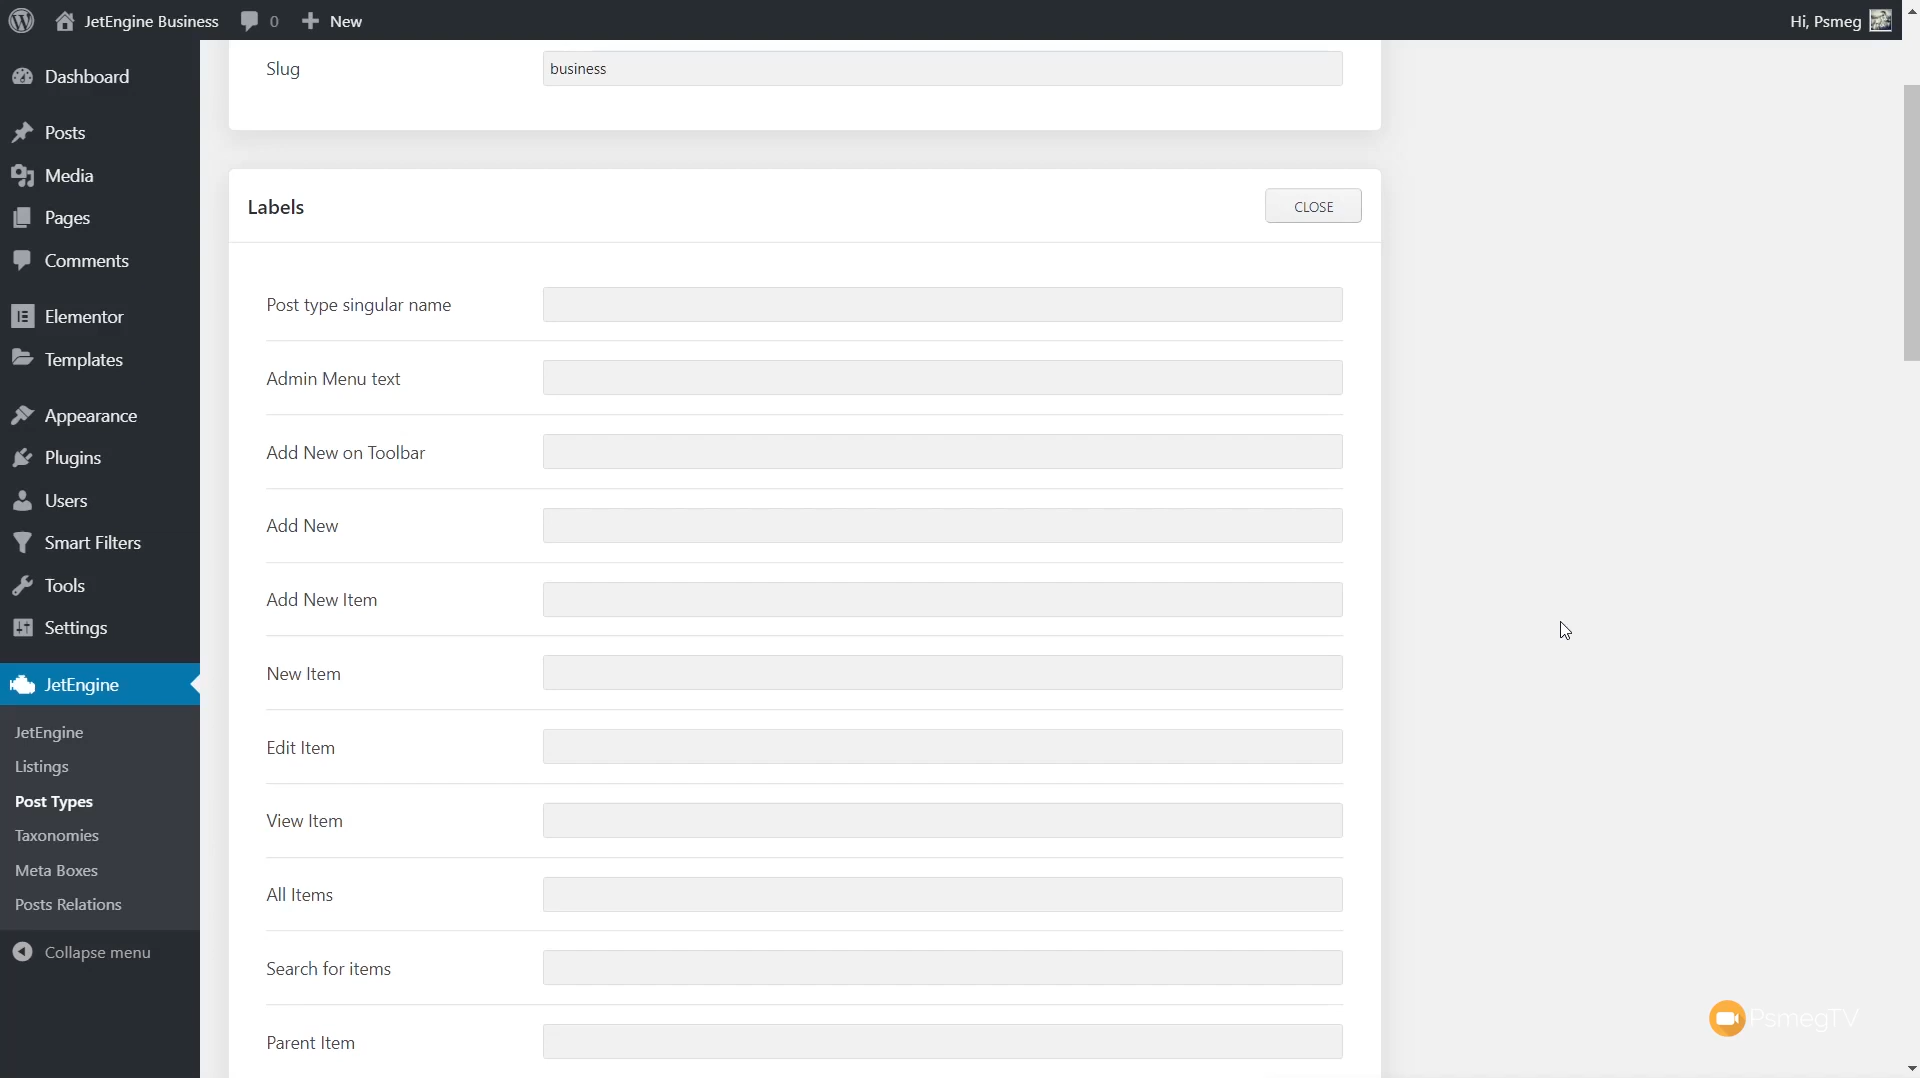 JetEngine Business 0 New Hi, Psmeg
Dashboard
Posts
Media
Pages
Comments
Elementor
Templates
Appearance
Plugins
Users
Smart Filters
Tools
Settings
JetEngine
JetEngine
Listings
Post Types
Taxonomies
Meta Boxes
Posts Relations
Collapse menu
Slug business
Labels CLOSE
Post type singular name
Admin Menu text
Add New on Toolbar
Add New
Add New Item
New Item
Edit Item
View Item
All Items
Search for items
Parent Item
PsmegTV